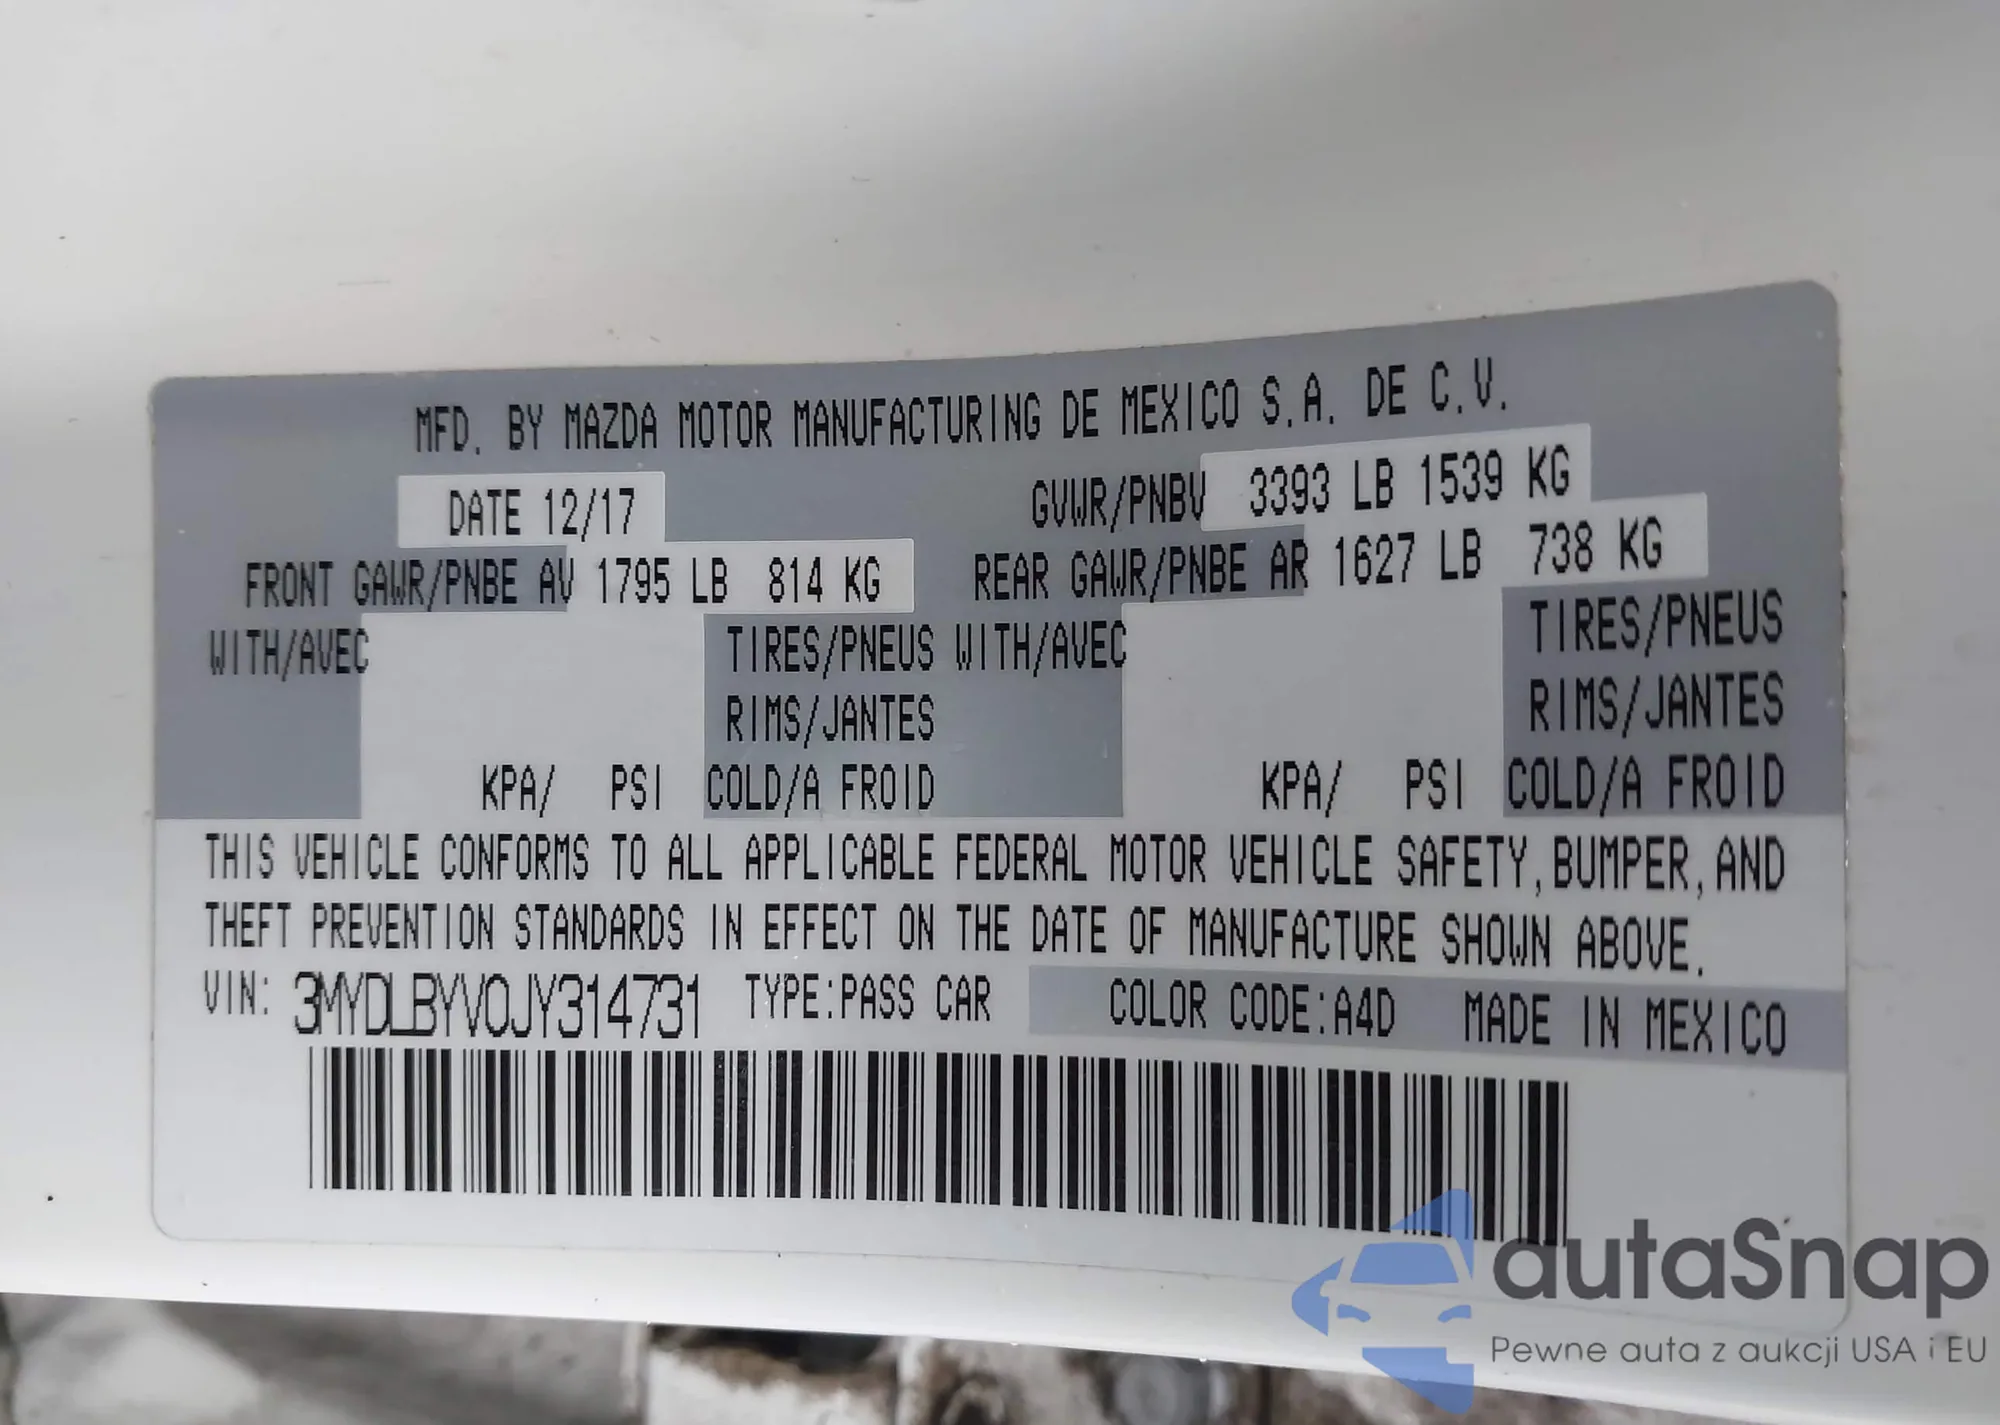 MFD. BY MAZDA MOTOR MANUFACTURING DE MEXICO S.A. DE C.V.
DATE 12/17 GVWR/PNBV 3393 LB 1539 KG
FRONT GAWR/PNBE AV 1795 LB 814 KG REAR GAWR/PNBE AR 1627 LB 738 KG
WITH/AVEC TIRES/PNEUS WITH/AVEC TIRES/PNEUS
RIMS/JANTES RIMS/JANTES
KPA/ PSI COLD/A FROID KPA/ PSI COLD/A FROID
THIS VEHICLE CONFORMS TO ALL APPLICABLE FEDERAL MOTOR VEHICLE SAFETY, BUMPER, AND
THEFT PREVENTION STANDARDS IN EFFECT ON THE DATE OF MANUFACTURE SHOWN ABOVE.
VIN: 3MYDLBYV0JY314731 TYPE:PASS CAR COLOR CODE:A4D MADE IN MEXICO
autaSnap
Pewne auta z aukcji USA i EU